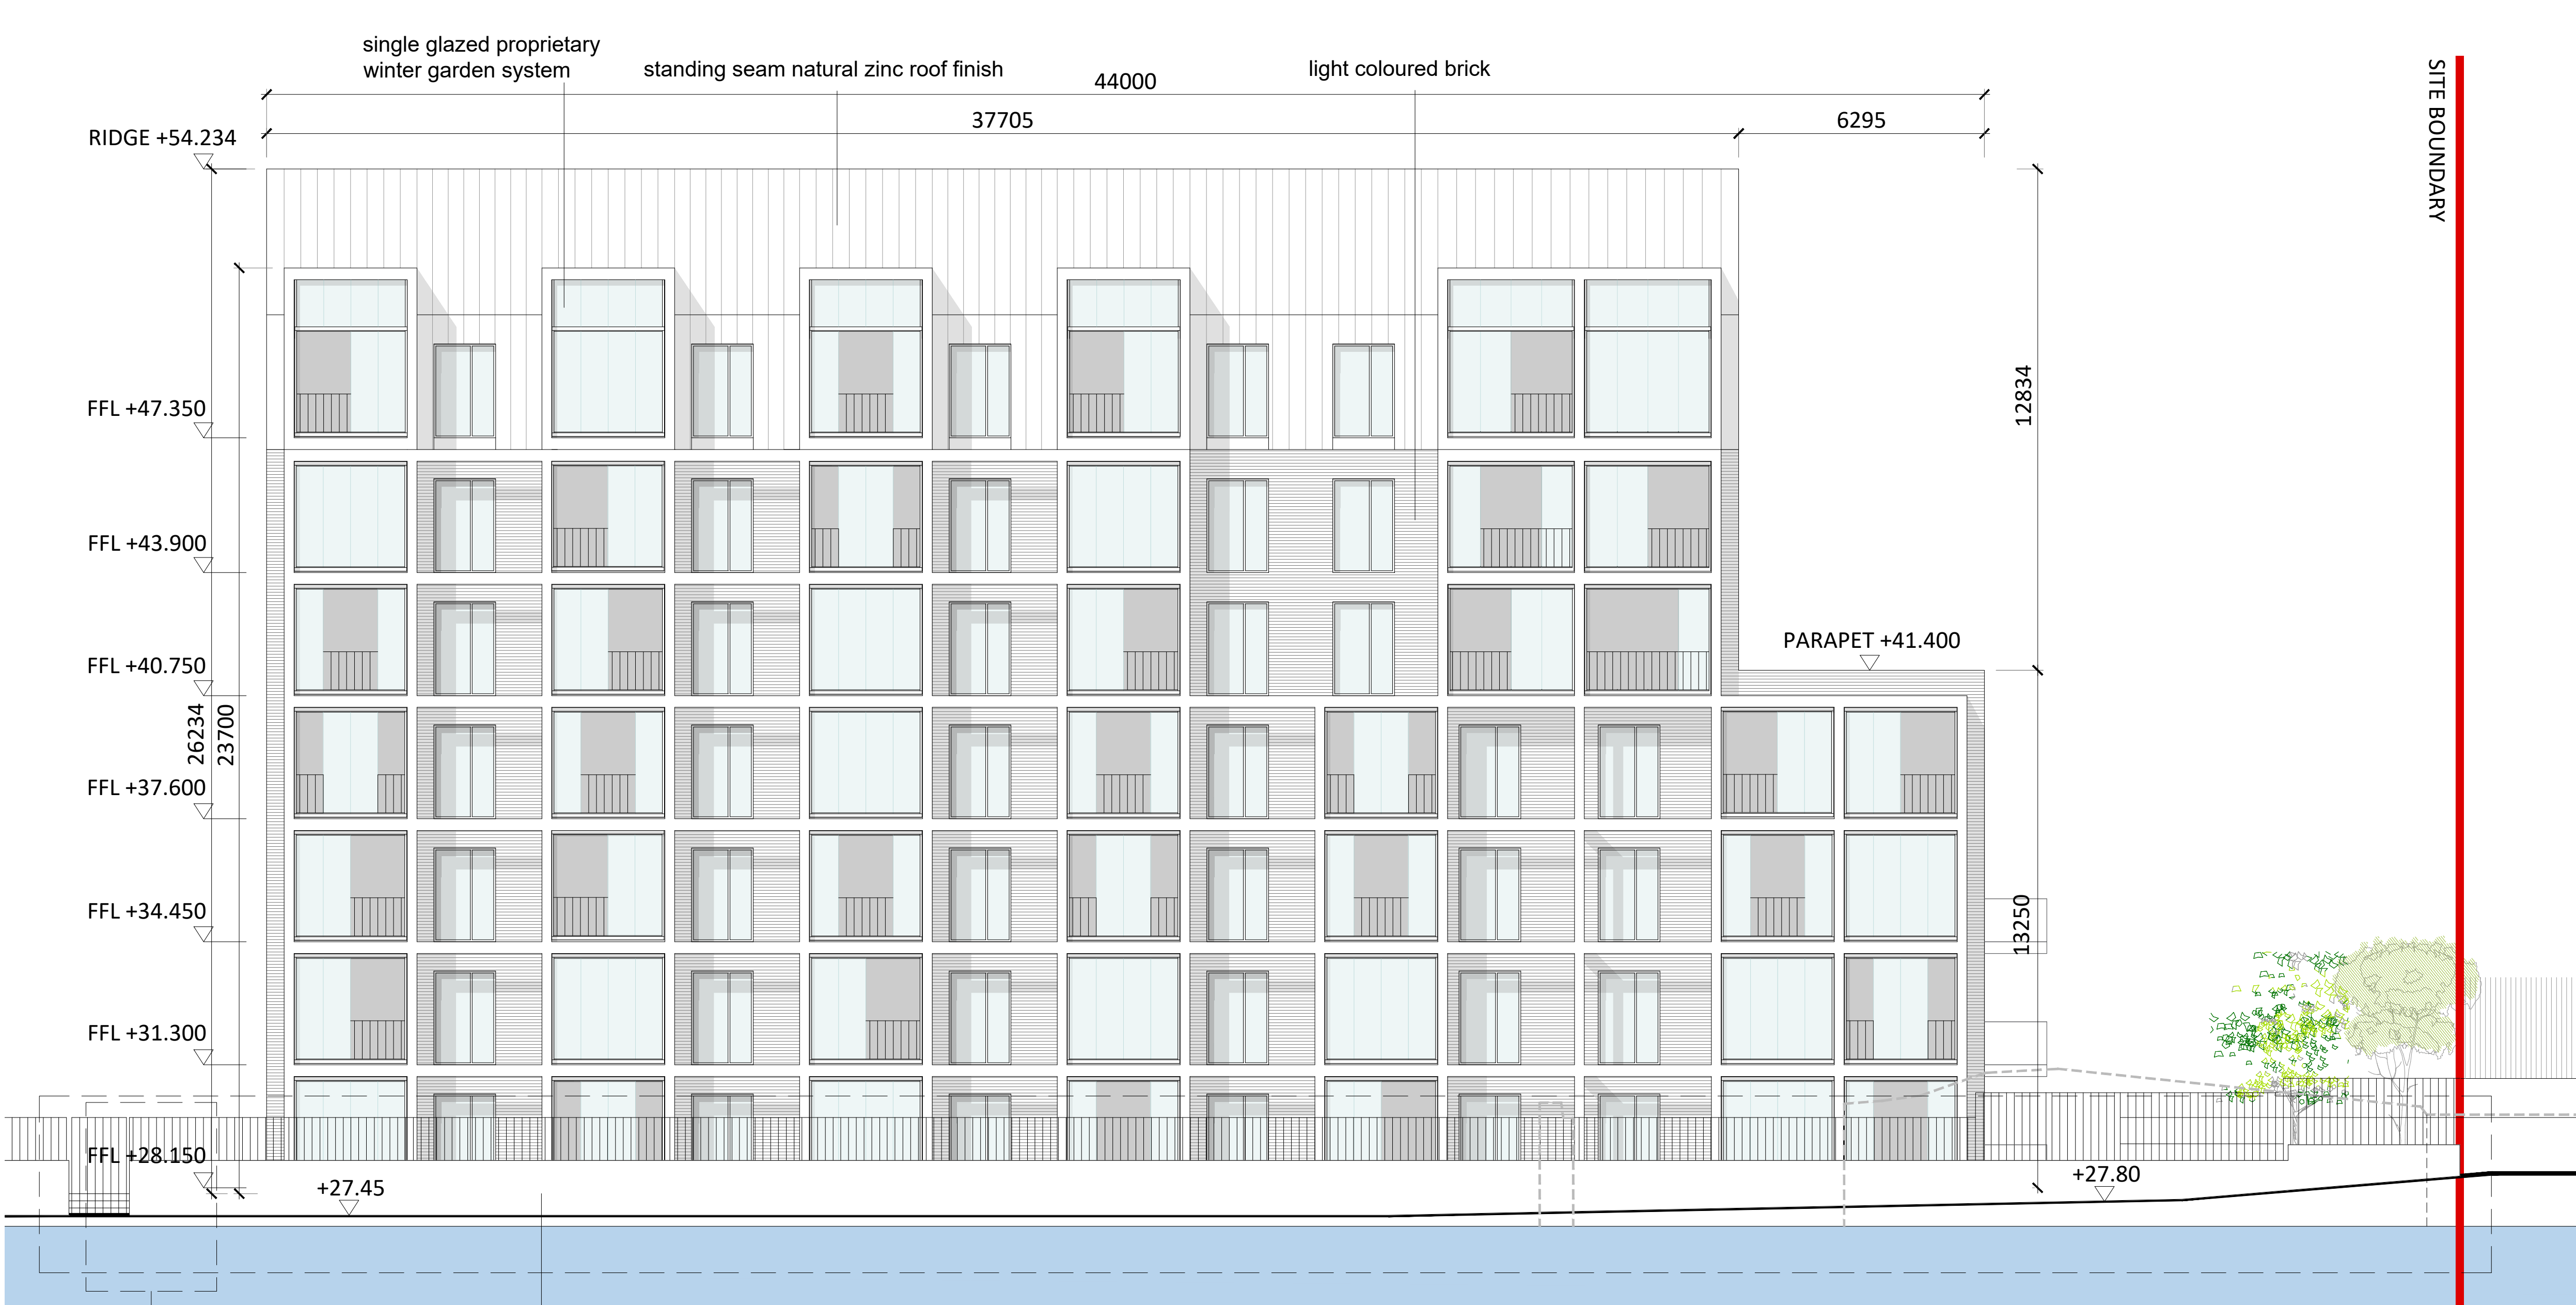 single glazed proprietary
winter garden system
standing seam natural zinc roof finish
light coloured brick
44000
37705
6295
SITE BOUNDARY
RIDGE +54.234
FFL +47.350
12834
FFL +43.900
FFL +40.750
PARAPET +41.400
26234
23700
FFL +37.600
FFL +34.450
13250
FFL +31.300
FFL +28.150
+27.45
+27.80